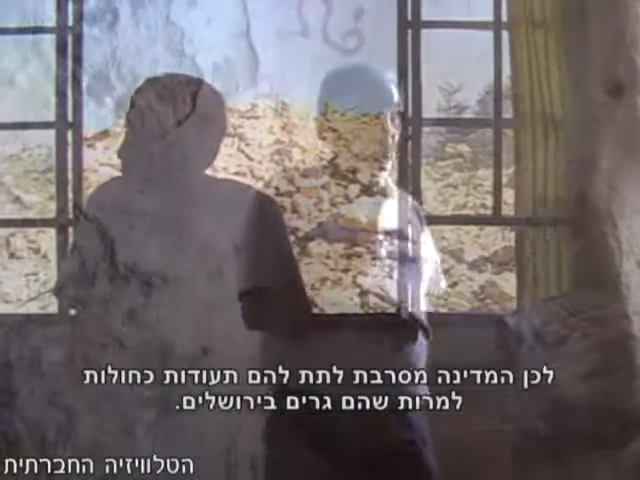 לכן המדינה מסרבת לתת להם תעודות כחולות
למרות שהם גרים בירושלים.
הטלוויזיה החברתית